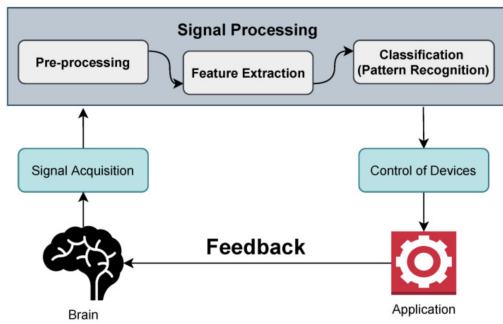 Signal Processing
Pre-processing
Feature Extraction
Classification
(Pattern Recognition)
Signal Acquisition
Control of Devices
Feedback
Brain
Application